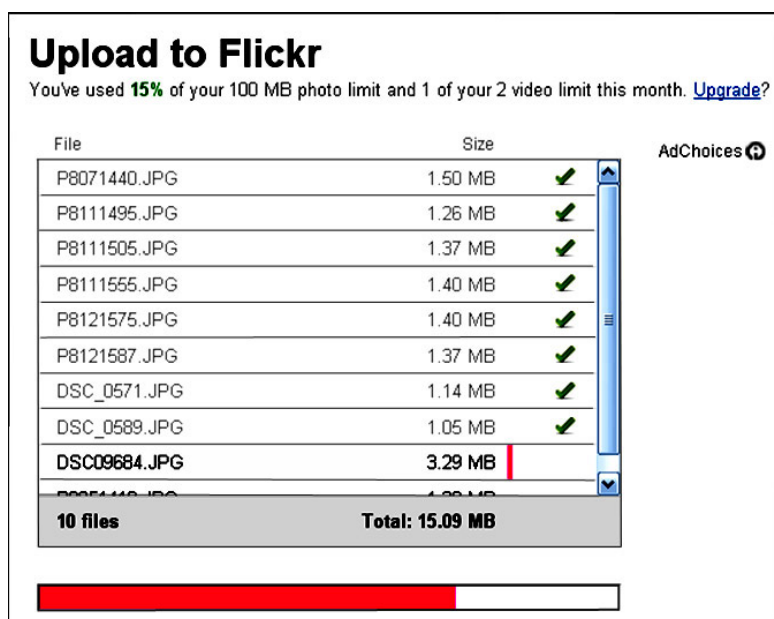 Upload to Flickr
You've used 15% of your 100 MB photo limit and 1 of your 2 video limit this month. Upgrade?
File Size
AdChoices
P8071440.JPG 1.50 MB
P8111495.JPG 1.26 MB
P8111505.JPG 1.37 MB
P8111555.JPG 1.40 MB
P8121575.JPG 1.40 MB
P8121587.JPG 1.37 MB
DSC_0571.JPG 1.14 MB
DSC_0589.JPG 1.05 MB
DSC09684.JPG 3.29 MB
10 files Total: 15.09 MB